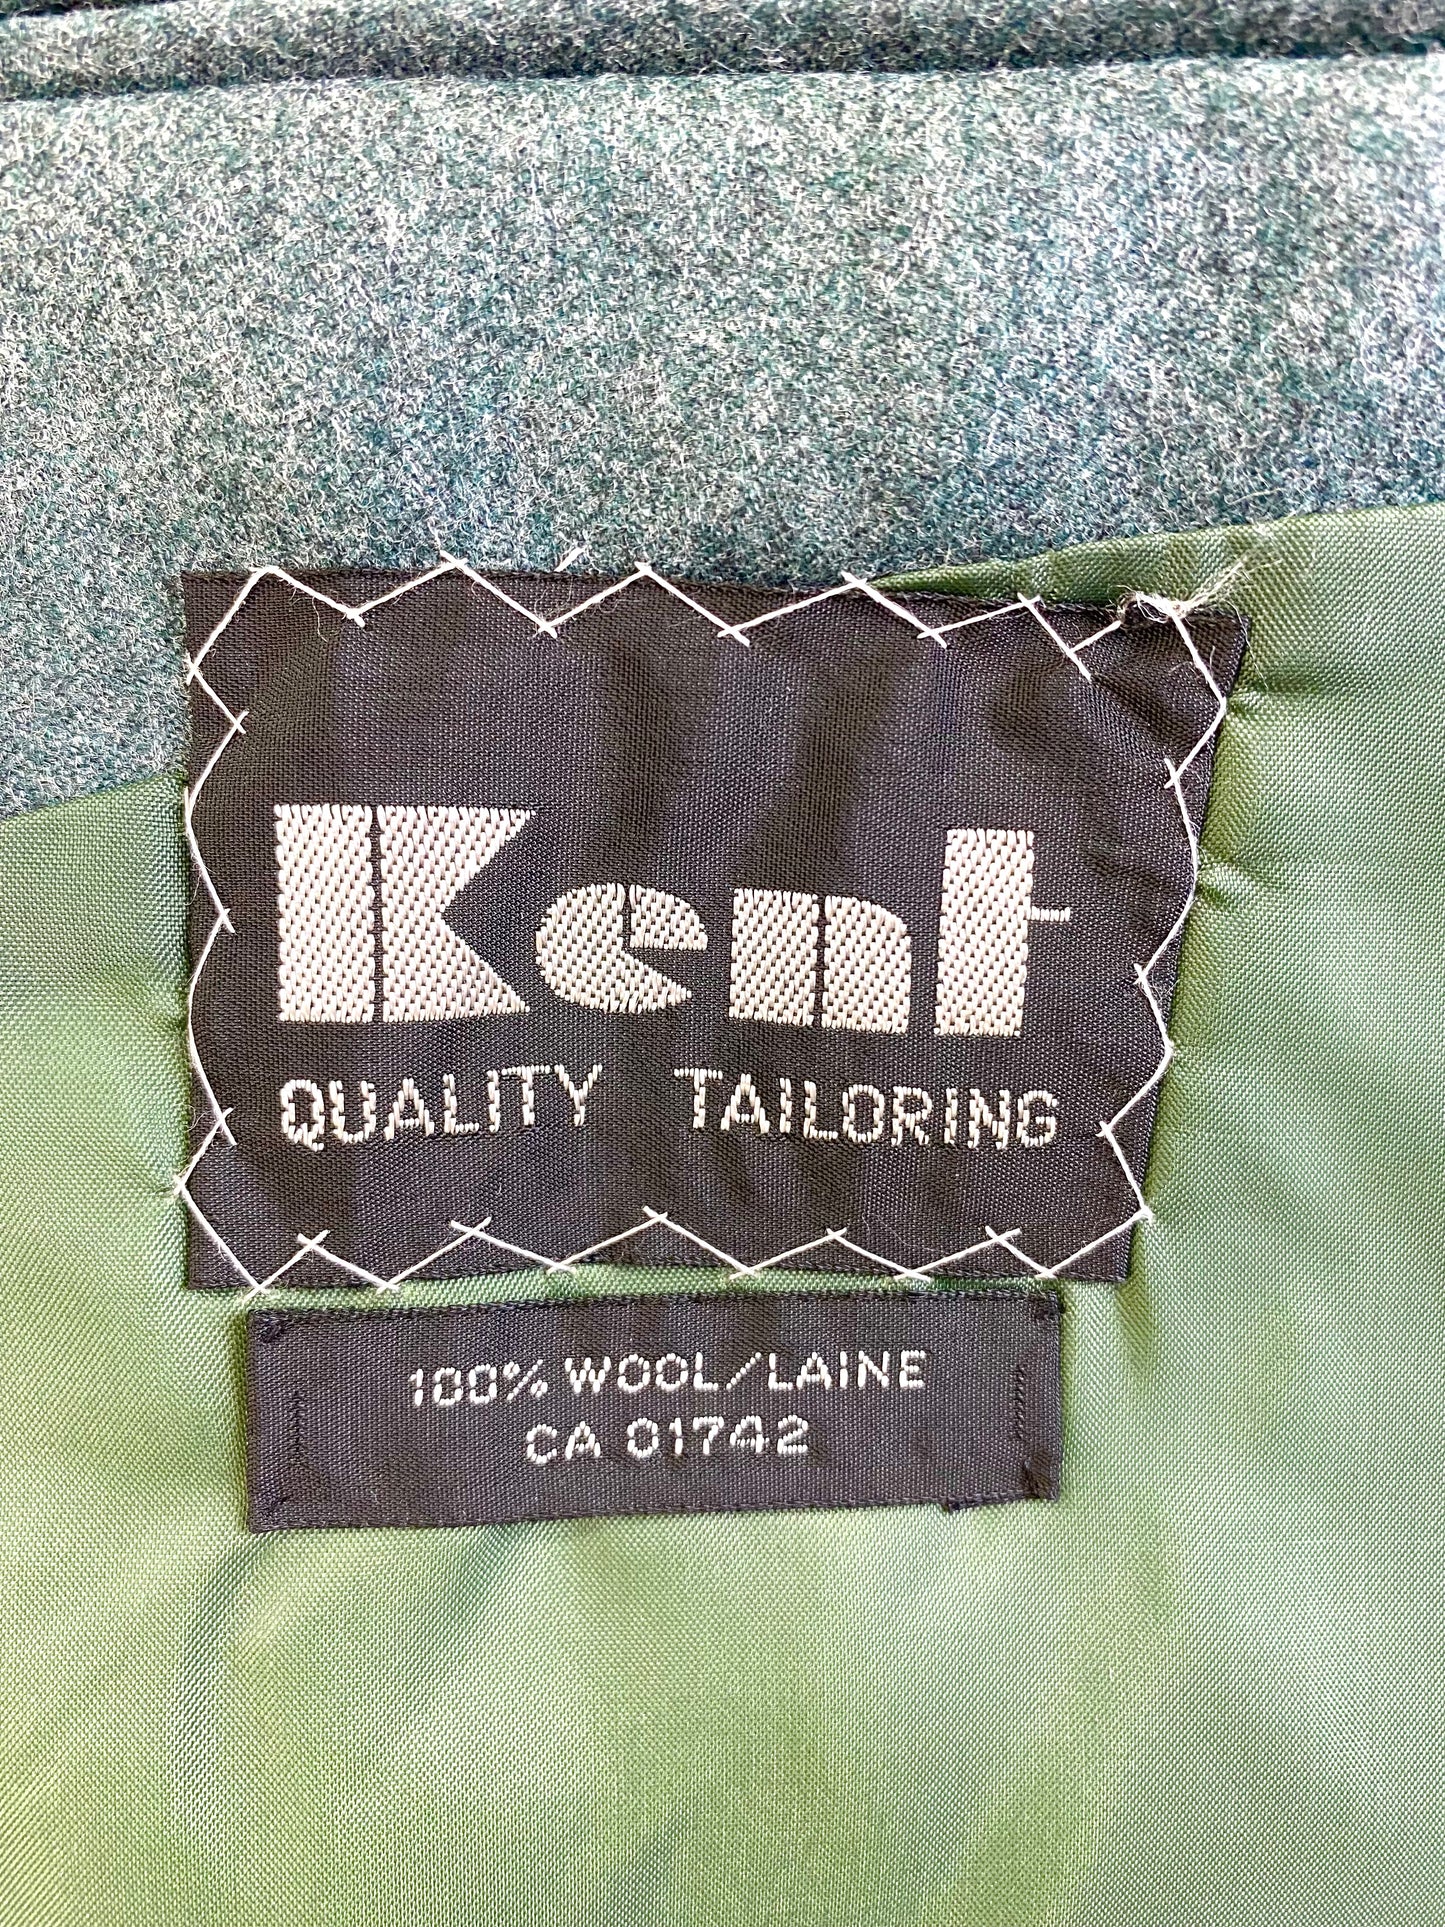 Kent
QUALITY TAILORING
100% WOOL/LAINE
CA 01742